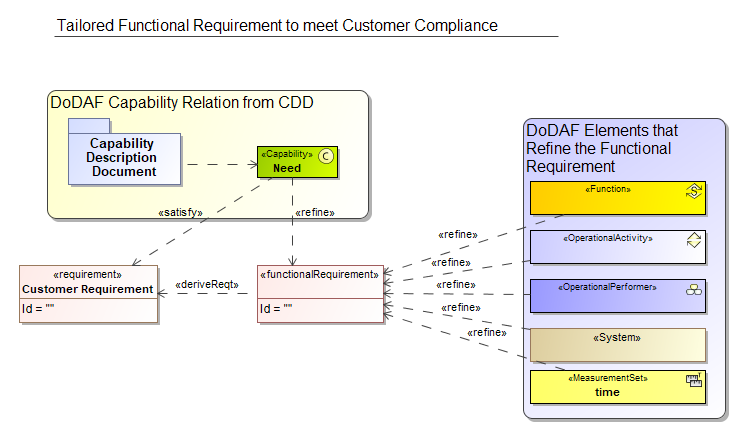 Tailored Functional Requirement to meet Customer Compliance
DoDAF Capability Relation from CDD
Capability
Description
Document
«Capability»
C
Need
«satisfy»
«refine»
«requirement»
Customer Requirement
Id = ""
«deriveReqt»
«functionalRequirement»
Id = ""
«refine»
«refine»
«refine»
«refine»
«refine»
DoDAF Elements that
Refine the Functional
Requirement
«Function»
S
«OperationalActivity»
«OperationalPerformer»
«System»
«MeasurementSet»
time